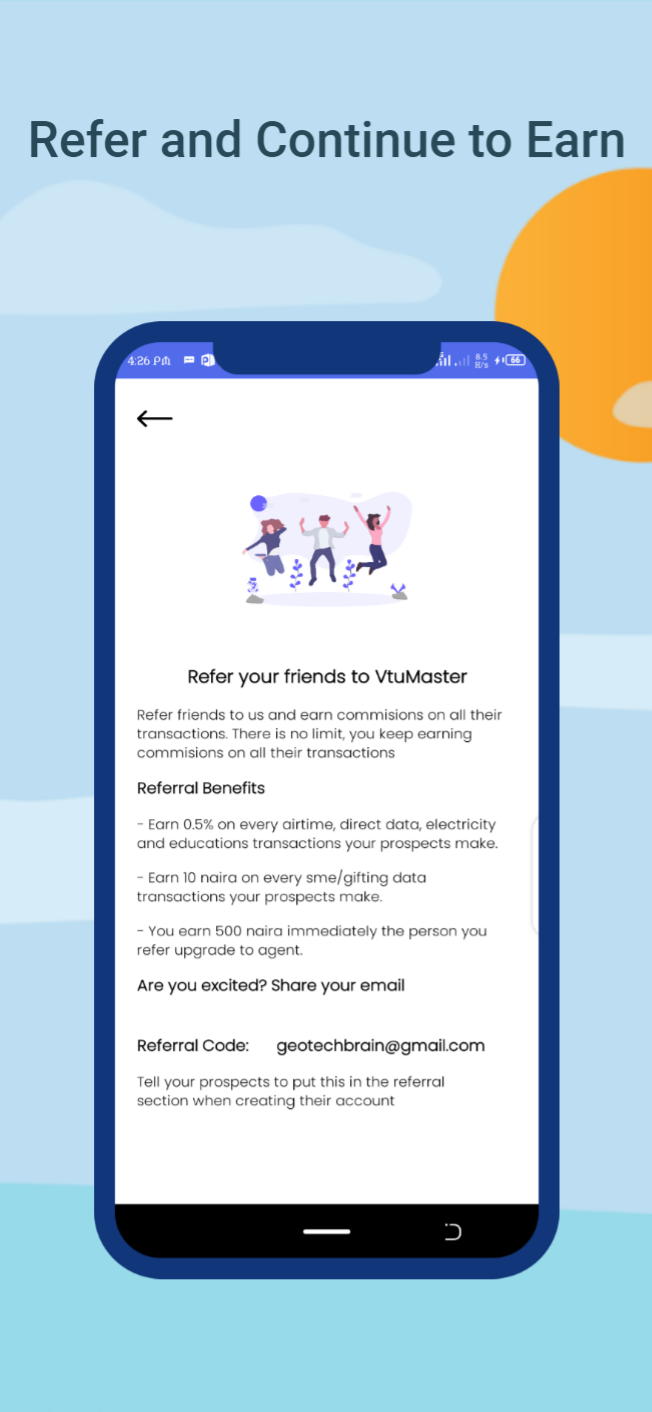 Refer and Continue to Earn
4:26 PM
8.5
B/s
66
Refer your friends to VtuMaster
Refer friends to us and earn commisions on all their
transactions. There is no limit, you keep earning
commisions on all their transactions
Referral Benefits
- Earn 0.5% on every airtime, direct data, electricity
and educations transactions your prospects make.
- Earn 10 naira on every sme/gifting data
transactions your prospects make.
- You earn 500 naira immediately the person you
refer upgrade to agent.
Are you excited? Share your email
Referral Code: geotechbrain@gmail.com
Tell your prospects to put this in the referral
section when creating their account